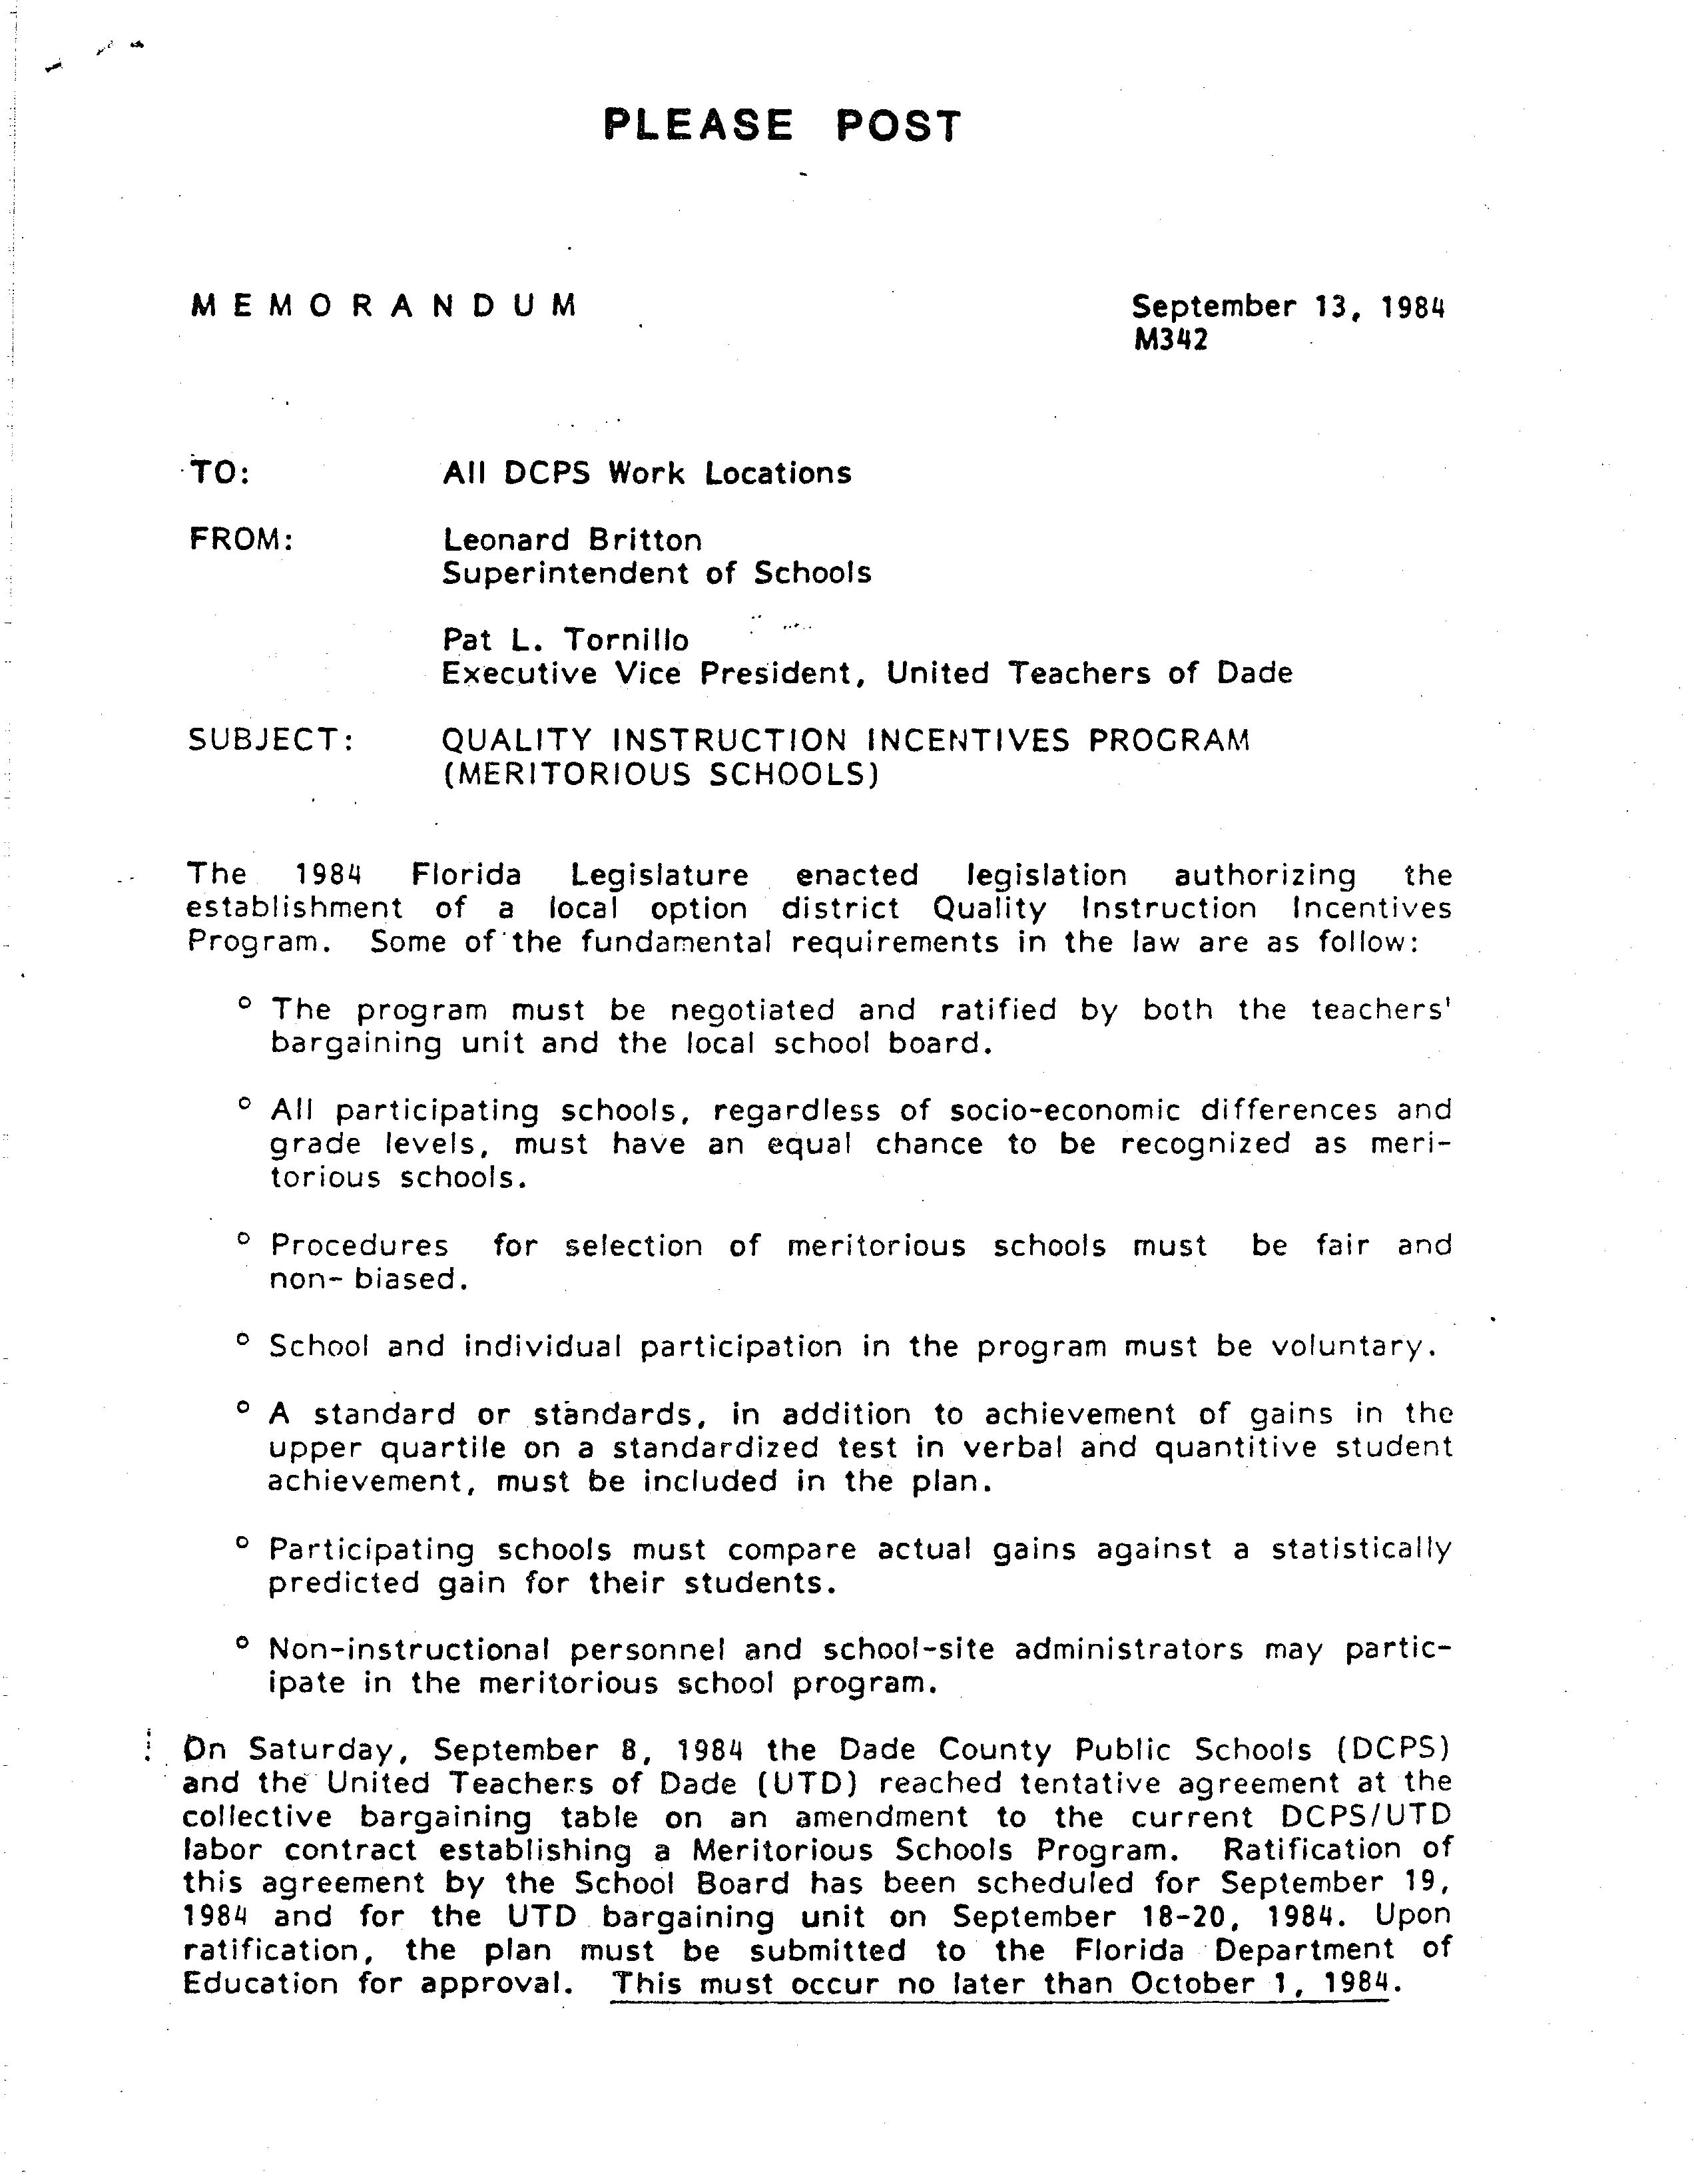 PLEASE POST
MEMORANDUM
September 13, 1984
M342
TO: All DCPS Work Locations
FROM: Leonard Britton
Superintendent of Schools
Pat L. Tornillo
Executive Vice President, United Teachers of Dade
SUBJECT: QUALITY INSTRUCTION INCENTIVES PROGRAM
(MERITORIOUS SCHOOLS)
The 1984 Florida Legislature enacted legislation authorizing the
establishment of a local option district Quality Instruction Incentives
Program. Some of the fundamental requirements in the law are as follow:
° The program must be negotiated and ratified by both the teachers'
bargaining unit and the local school board.
° All participating schools, regardless of socio-economic differences and
grade levels, must have an equal chance to be recognized as meri-
torious schools.
° Procedures for selection of meritorious schools must be fair and
non- biased.
° School and individual participation in the program must be voluntary.
° A standard or standards, in addition to achievement of gains in the
upper quartile on a standardized test in verbal and quantitive student
achievement, must be included in the plan.
° Participating schools must compare actual gains against a statistically
predicted gain for their students.
° Non-instructional personnel and school-site administrators may partic-
ipate in the meritorious school program.
On Saturday, September 8, 1984 the Dade County Public Schools (DCPS)
and the United Teachers of Dade (UTD) reached tentative agreement at the
collective bargaining table on an amendment to the current DCPS/UTD
labor contract establishing a Meritorious Schools Program. Ratification of
this agreement by the School Board has been scheduled for September 19,
1984 and for the UTD bargaining unit on September 18-20, 1984. Upon
ratification, the plan must be submitted to the Florida Department of
Education for approval. This must occur no later than October 1, 1984.